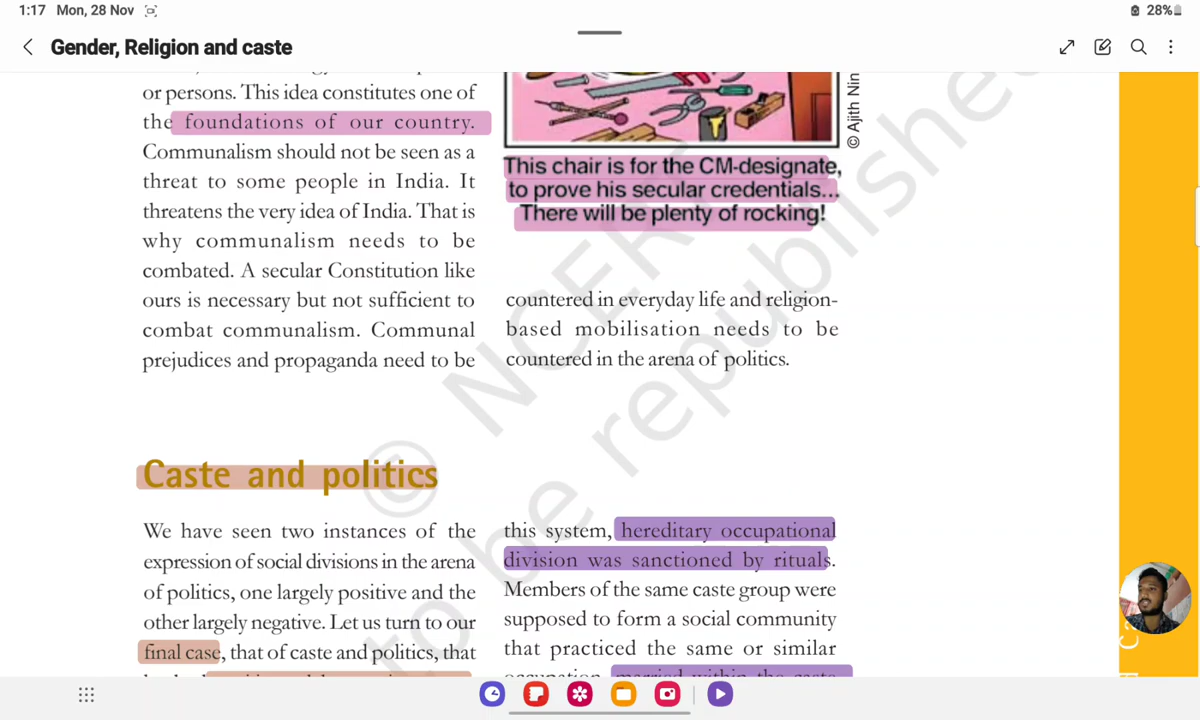 1:17 Mon, 28 Nov
28%
Gender, Religion and caste
or persons. This idea constitutes one of
the foundations of our country.
Communalism should not be seen as a
threat to some people in India. It
threatens the very idea of India. That is
why communalism needs to be
combated. A secular Constitution like
ours is necessary but not sufficient to
combat communalism. Communal
prejudices and propaganda need to be
© Ajith Nin
This chair is for the CM-designate,
to prove his secular credentials...
There will be plenty of rocking!
countered in everyday life and religion-
based mobilisation needs to be
countered in the arena of politics.
Caste and politics
We have seen two instances of the
expression of social divisions in the arena
of politics, one largely positive and the
other largely negative. Let us turn to our
final case, that of caste and politics, that
this system, hereditary occupational
division was sanctioned by rituals.
Members of the same caste group were
supposed to form a social community
that practiced the same or similar
occupation, married within the caste
© NCERT
to be republished